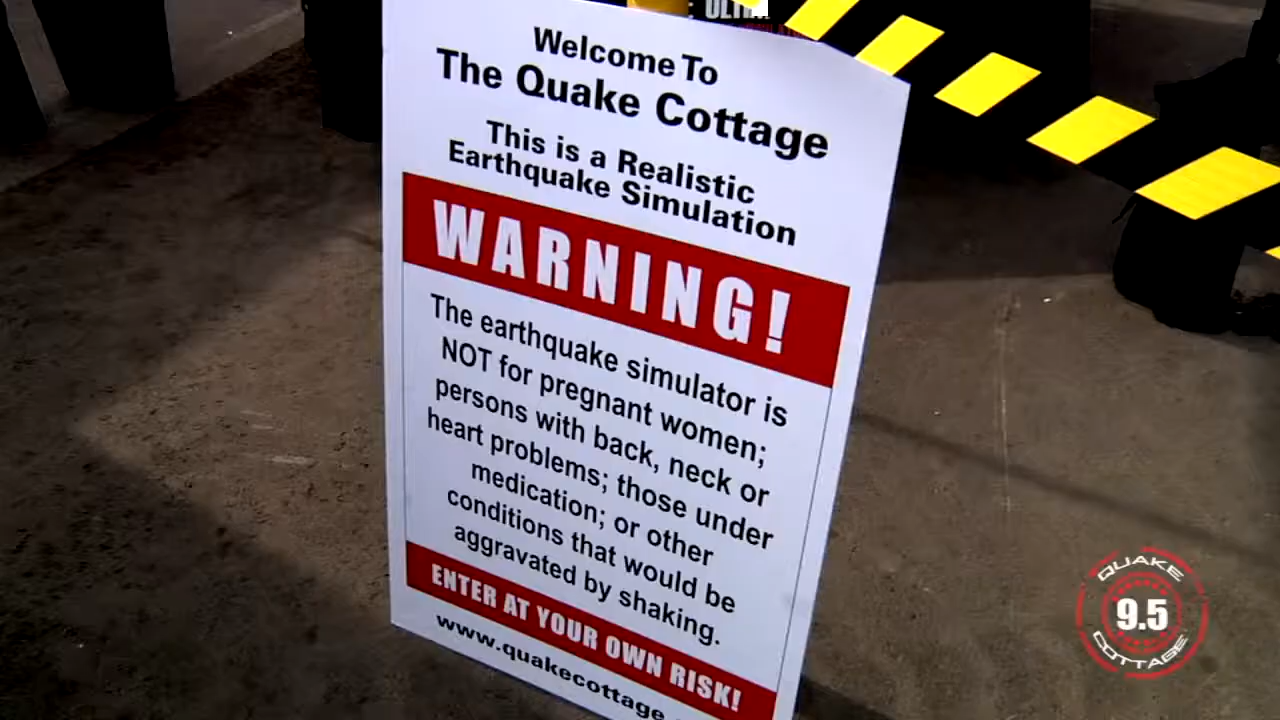 Welcome To
The Quake Cottage
This is a Realistic
Earthquake Simulation
WARNING!
The earthquake simulator is
NOT for pregnant women;
persons with back, neck or
heart problems; those under
medication; or other
conditions that would be
aggravated by shaking.
ENTER AT YOUR OWN RISK!
www.quakecottage
QUAKE
9.5
COTTAGE